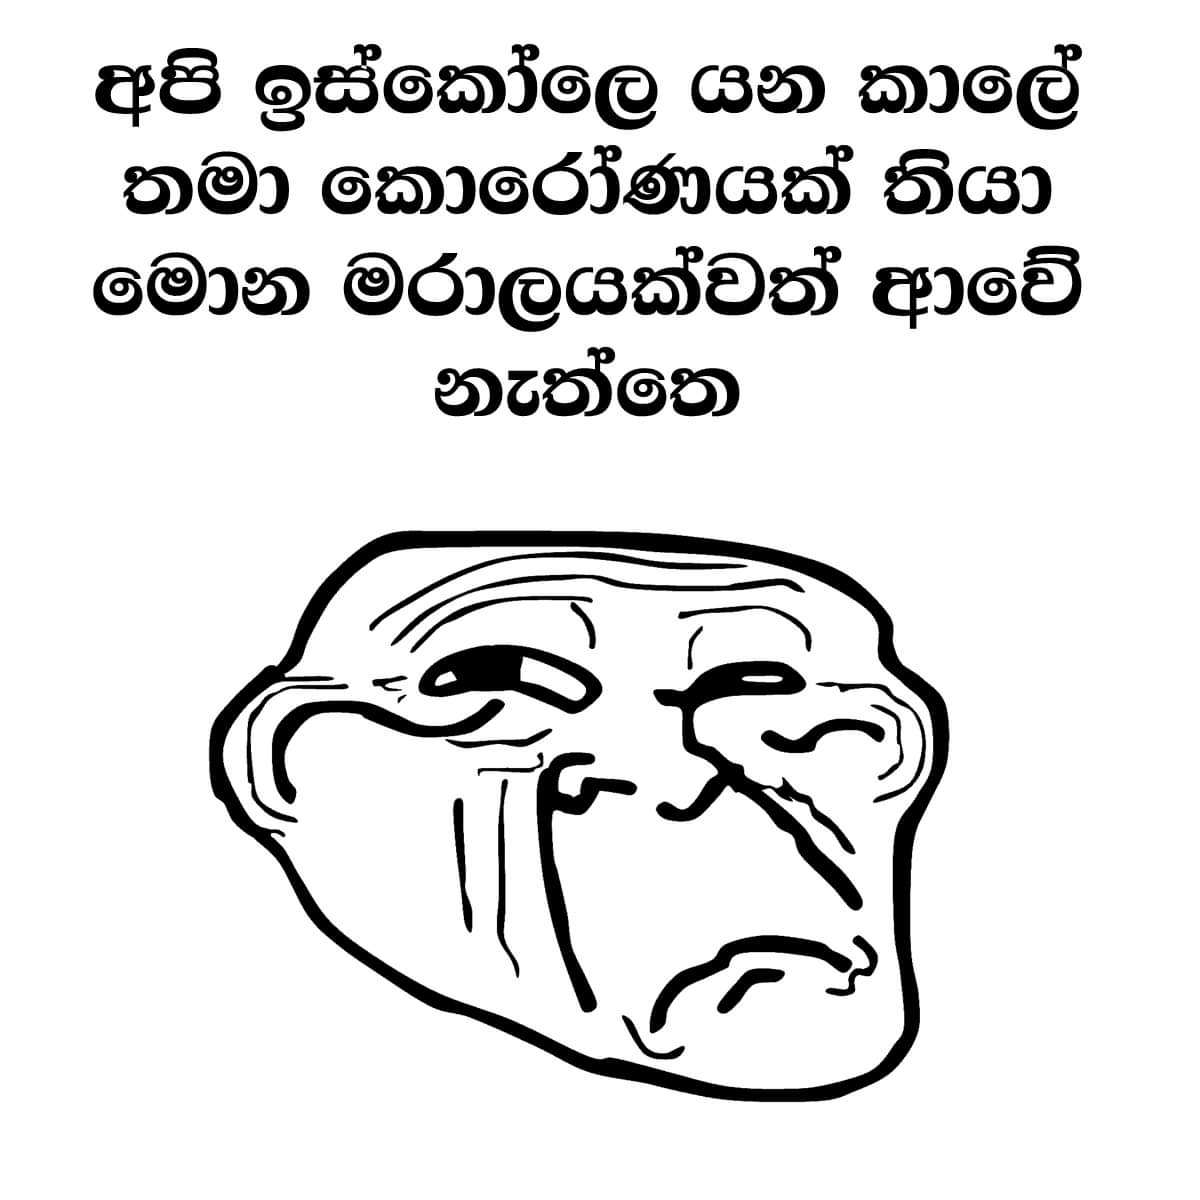 අපි ඉස්කෝලෙ යන කාලේ
තමා කොරෝණයක් තියා
මොන මරාලයක්වත් ආවේ
නැත්තෙ